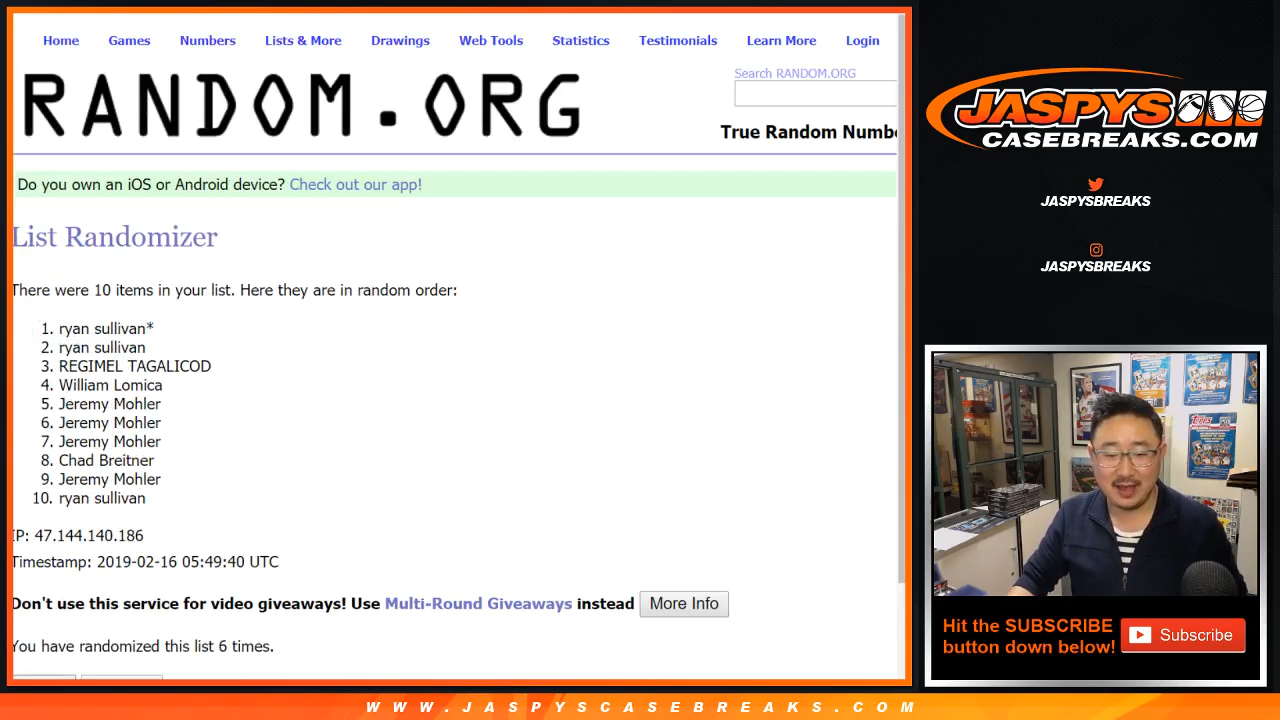 Home Games Numbers Lists & More Drawings Web Tools Statistics Testimonials Learn More Login
RANDOM.ORG
Search RANDOM.ORG
True Random Numbe
Do you own an iOS or Android device? Check out our app!
List Randomizer
There were 10 items in your list. Here they are in random order:
1. ryan sullivan*
2. ryan sullivan
3. REGIMEL TAGALICOD
4. William Lomica
5. Jeremy Mohler
6. Jeremy Mohler
7. Jeremy Mohler
8. Chad Breitner
9. Jeremy Mohler
10. ryan sullivan
IP: 47.144.140.186
Timestamp: 2019-02-16 05:49:40 UTC
Don't use this service for video giveaways! Use Multi-Round Giveaways instead More Info
You have randomized this list 6 times.
JASPYS
CASEBREAKS.COM
JASPYSBREAKS
JASPYSBREAKS
Hit the SUBSCRIBE
button down below!
Subscribe
WWW.JASPYSCASEBREAKS.COM